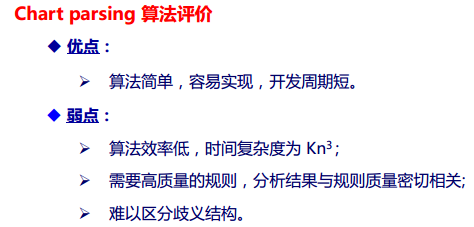 Chart parsing 算法评价
◆ 优点：
➢ 算法简单，容易实现，开发周期短。
◆ 弱点：
➢ 算法效率低，时间复杂度为 Kn³；
➢ 需要高质量的规则，分析结果与规则质量密切相关;
➢ 难以区分歧义结构。